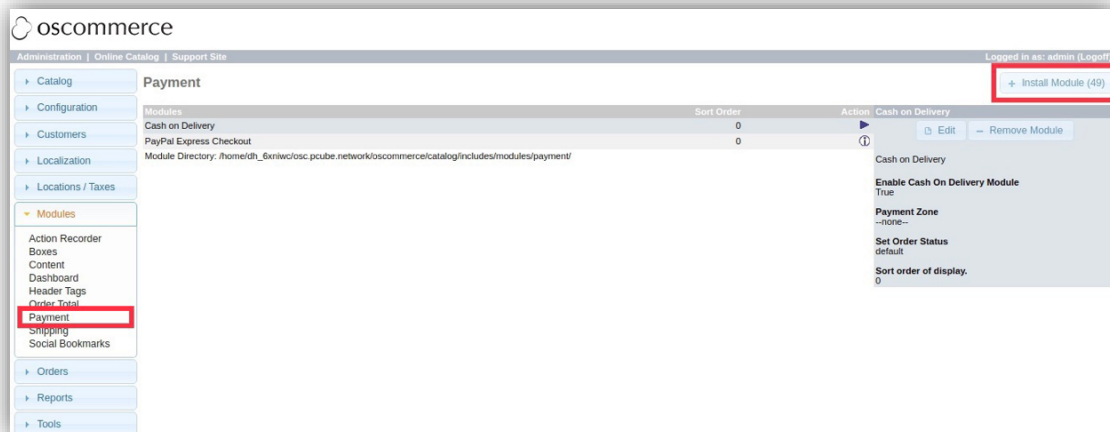 oscommerce
Administration | Online Catalog | Support Site
Logged in as: admin (Logoff)
Catalog
Configuration
Customers
Localization
Locations / Taxes
Modules
Action Recorder
Boxes
Content
Dashboard
Header Tags
Order Total
Payment
Shipping
Social Bookmarks
Orders
Reports
Tools
Payment
+ Install Module (49)
Modules Sort Order Action
Cash on Delivery 0
PayPal Express Checkout 0
Module Directory: /home/dh_6xniwc/osc.pcube.network/oscommerce/catalog/includes/modules/payment/
Cash on Delivery
Edit – Remove Module
Cash on Delivery
Enable Cash On Delivery Module
True
Payment Zone
--none--
Set Order Status
default
Sort order of display.
0